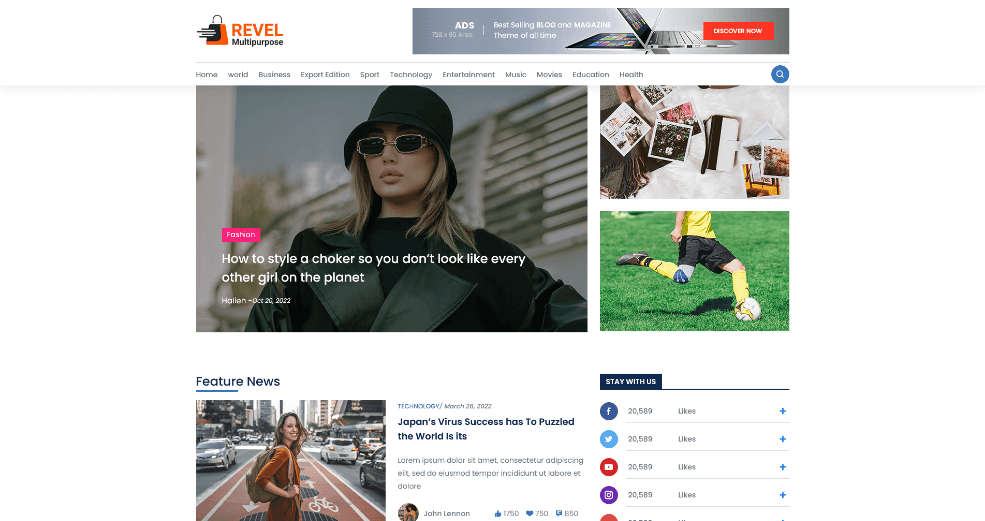 REVEL
Multipurpose
ADS
728 x 90 Area
Best Selling BLOG and MAGAZINE
Theme of all time
DISCOVER NOW
Home world Business Export Edition Sport Technology Entertainment Music Movies Education Health
Fashion
How to style a choker so you don't look like every
other girl on the planet
Hallen -Oct 20, 2022
Feature News
TECHNOLOGY/ March 26, 2022
Japan's Virus Success has To Puzzled
the World Is its
Lorem ipsum dolor sit amet, consectetur adipiscing
elit, sed do eiusmod tempor incididunt ut labore et
dolore
John Lennon 1750 750 850
STAY WITH US
20,589 Likes +
20,589 Likes +
20,589 Likes +
20,589 Likes +